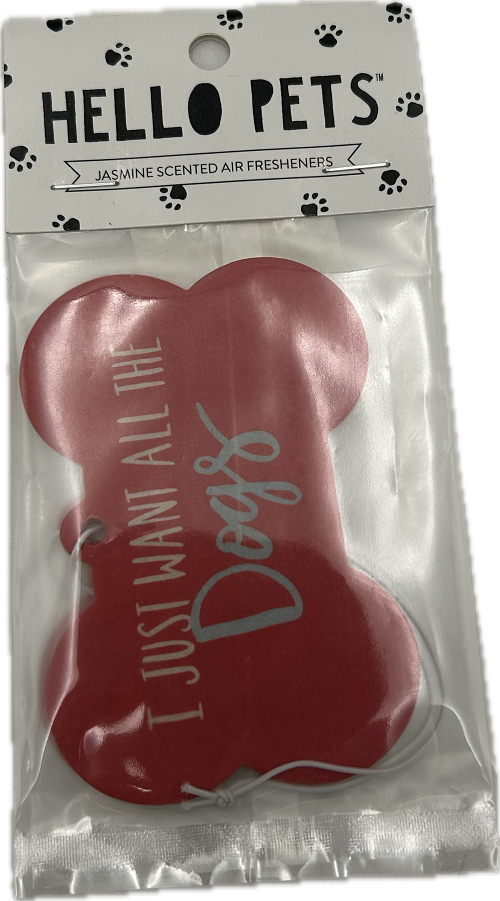 HELLO PETS™
JASMINE SCENTED AIR FRESHENERS
I JUST WANT ALL THE
Dogs